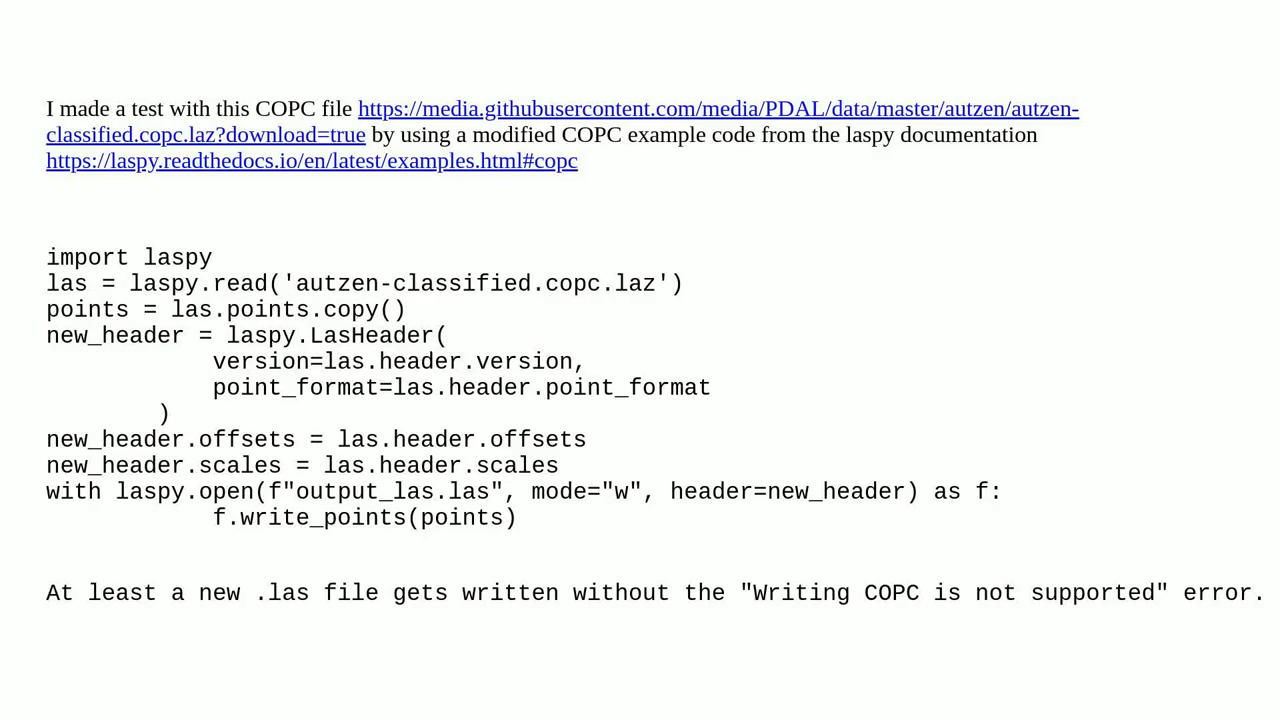 I made a test with this COPC file https://media.githubusercontent.com/media/PDAL/data/master/autzen/autzen-
classified.copc.laz?download=true by using a modified COPC example code from the laspy documentation
https://laspy.readthedocs.io/en/latest/examples.html#copc
import laspy
las = laspy.read('autzen-classified.copc.laz')
points = las.points.copy()
new_header = laspy.LasHeader(
            version=las.header.version,
            point_format=las.header.point_format
        )
new_header.offsets = las.header.offsets
new_header.scales = las.header.scales
with laspy.open(f"output_las.las", mode="w", header=new_header) as f:
            f.write_points(points)
At least a new .las file gets written without the "Writing COPC is not supported" error.